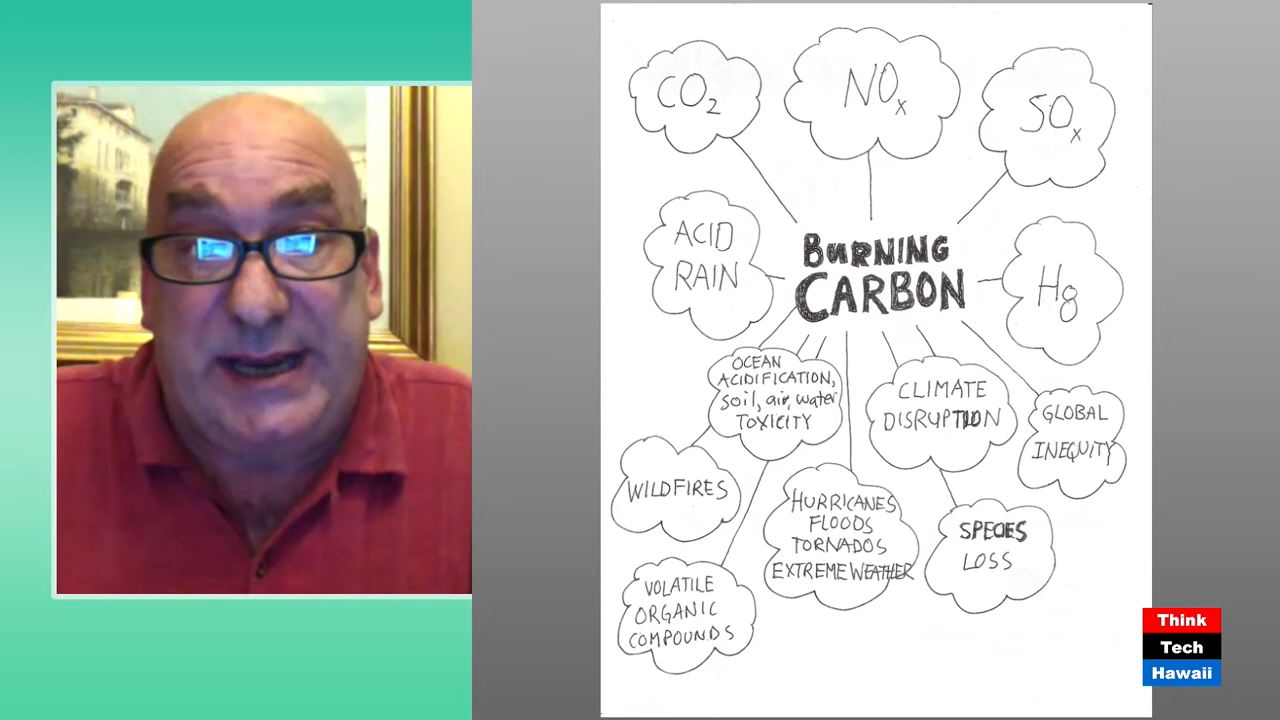 CO2
NOx
SOx
ACID
RAIN
BURNING
CARBON
Hg
OCEAN
ACIDIFICATION,
soil, air, water
TOXICITY
CLIMATE
DISRUPTION
GLOBAL
INEQUITY
WILDFIRES
HURRICANES
FLOODS
TORNADOS
EXTREME WEATHER
SPECIES
LOSS
VOLATILE
ORGANIC
COMPOUNDS
Think
Tech
Hawaii